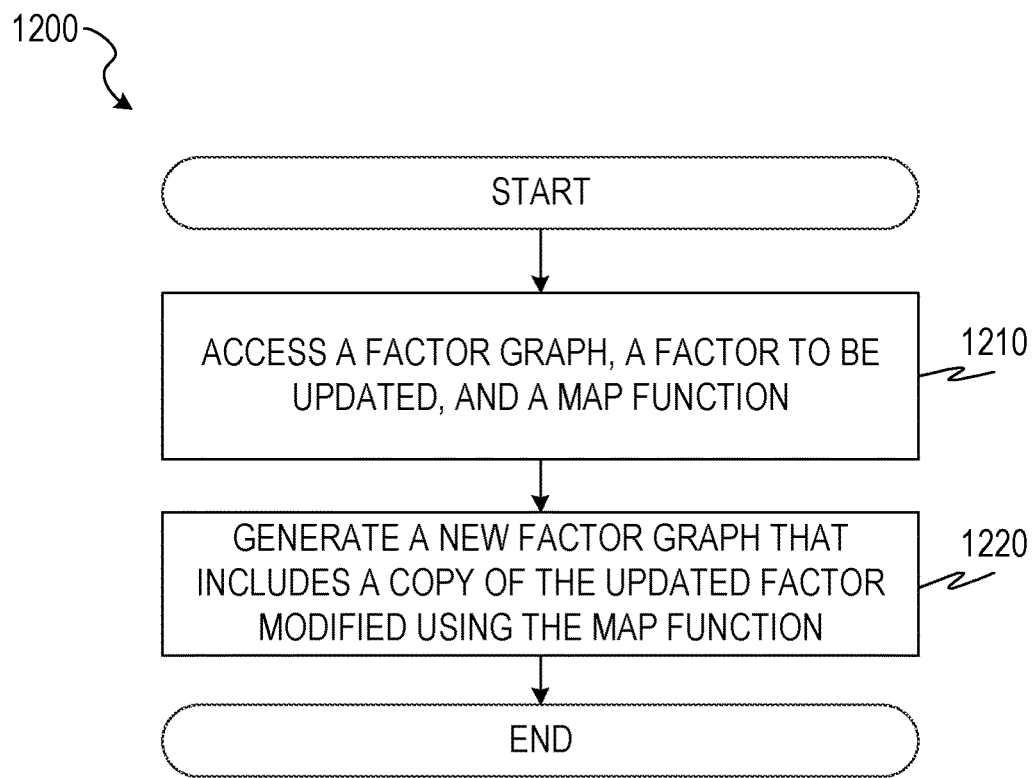 1200
START
ACCESS A FACTOR GRAPH, A FACTOR TO BE
UPDATED, AND A MAP FUNCTION
1210
GENERATE A NEW FACTOR GRAPH THAT
INCLUDES A COPY OF THE UPDATED FACTOR
MODIFIED USING THE MAP FUNCTION
1220
END